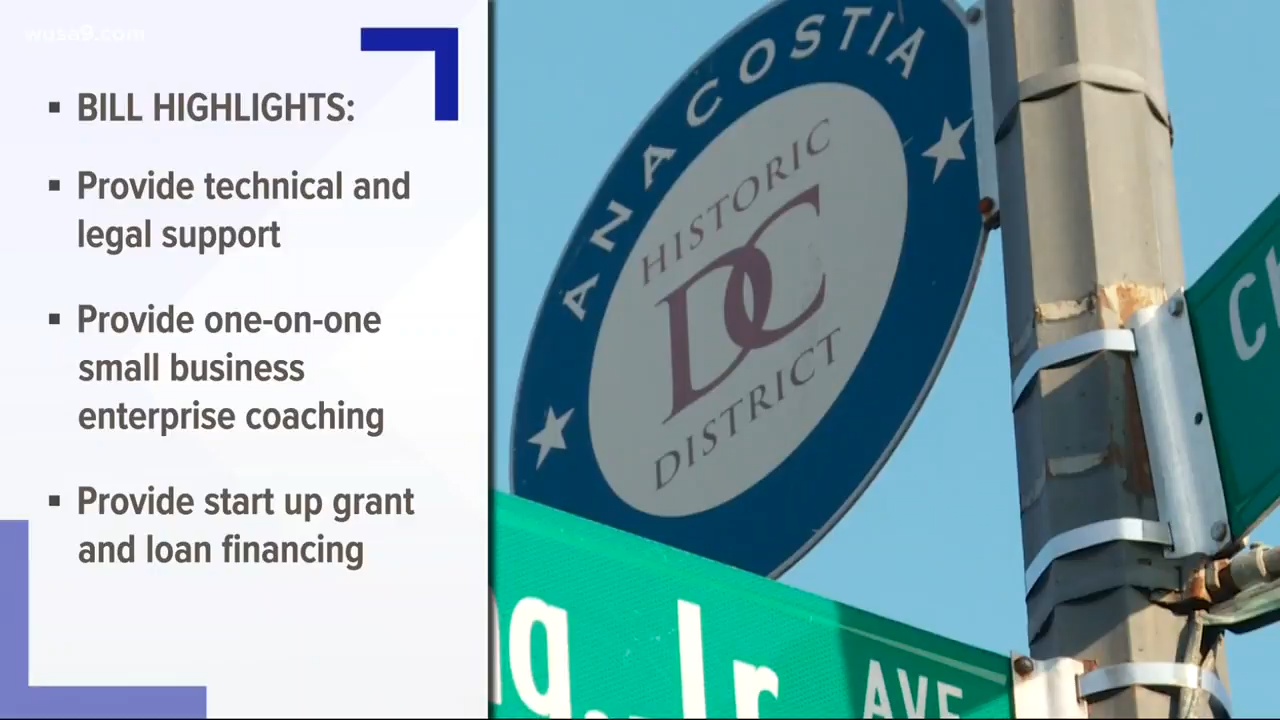 wusa9.com
▪ BILL HIGHLIGHTS:
▪ Provide technical and
legal support
▪ Provide one-on-one
small business
enterprise coaching
▪ Provide start up grant
and loan financing
ANACOSTIA
HISTORIC
DC
DISTRICT
Jr. AVE